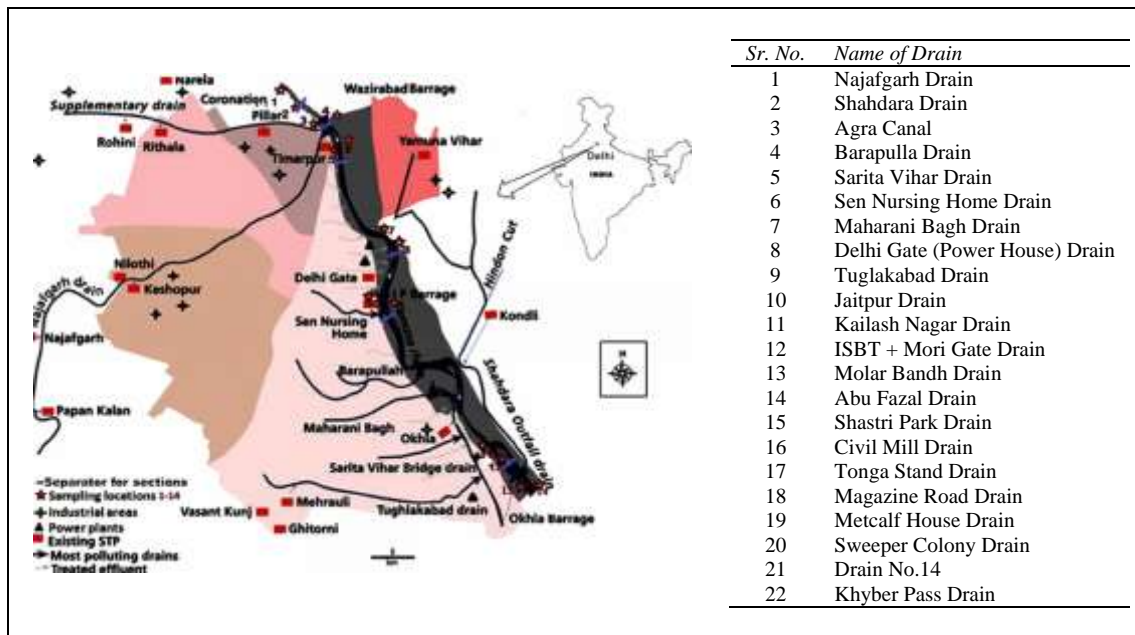 Narela
Supplementary drain
Coronation 1
Pillar 2
Wazirabad Barrage
Rohini
Rithala
Timarpur
Yamuna Vihar
Delhi
INDIA
Nilothi
Keshopur
Najafgarh drain
Najafgarh
Delhi Gate
Barrage
Sen Nursing
Home
Hindon Cut
Kondli
Barapullah
Shahdara Outfall drain
Papan Kalan
Maharani Bagh
Okhla
Sarita Vihar Bridge drain
Mehrauli
Vasant Kunj
Ghitorni
Tughlakabad drain
Okhla Barrage
Separator for sections
Sampling locations 1-14
Industrial areas
Power plants
Existing STP
Most polluting drains
Treated effluent
Sr. No. Name of Drain
1 Najafgarh Drain
2 Shahdara Drain
3 Agra Canal
4 Barapulla Drain
5 Sarita Vihar Drain
6 Sen Nursing Home Drain
7 Maharani Bagh Drain
8 Delhi Gate (Power House) Drain
9 Tuglakabad Drain
10 Jaitpur Drain
11 Kailash Nagar Drain
12 ISBT + Mori Gate Drain
13 Molar Bandh Drain
14 Abu Fazal Drain
15 Shastri Park Drain
16 Civil Mill Drain
17 Tonga Stand Drain
18 Magazine Road Drain
19 Metcalf House Drain
20 Sweeper Colony Drain
21 Drain No.14
22 Khyber Pass Drain